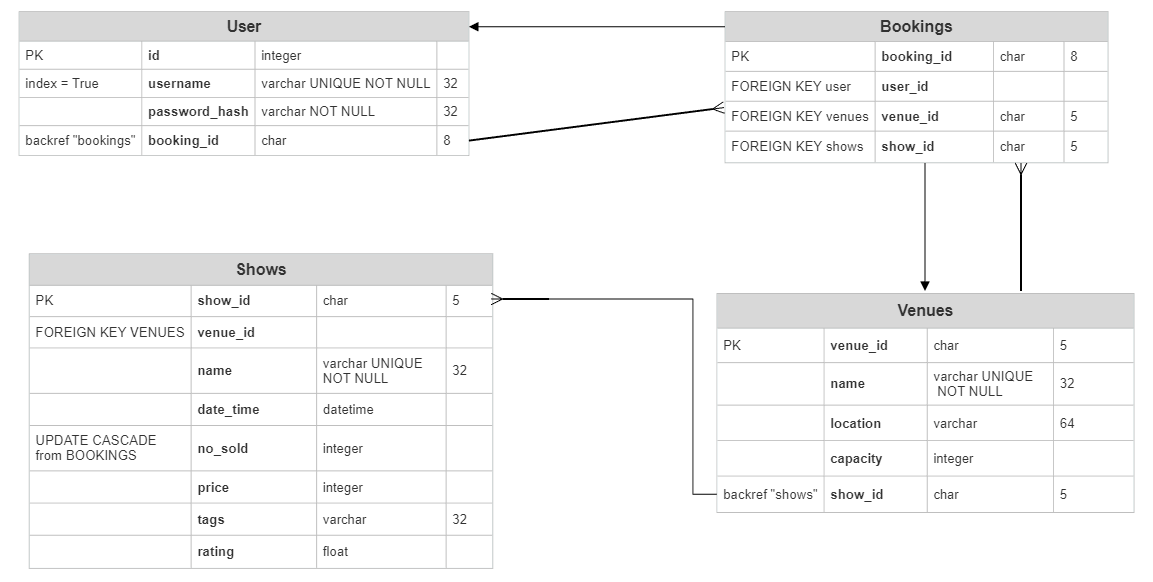 User
PK id integer
index = True username varchar UNIQUE NOT NULL 32
password_hash varchar NOT NULL 32
backref "bookings" booking_id char 8
Bookings
PK booking_id char 8
FOREIGN KEY user user_id
FOREIGN KEY venues venue_id char 5
FOREIGN KEY shows show_id char 5
Shows
PK show_id char 5
FOREIGN KEY VENUES venue_id
name varchar UNIQUE
NOT NULL 32
date_time datetime
UPDATE CASCADE
from BOOKINGS no_sold integer
price integer
tags varchar 32
rating float
Venues
PK venue_id char 5
name varchar UNIQUE
NOT NULL 32
location varchar 64
capacity integer
backref "shows" show_id char 5